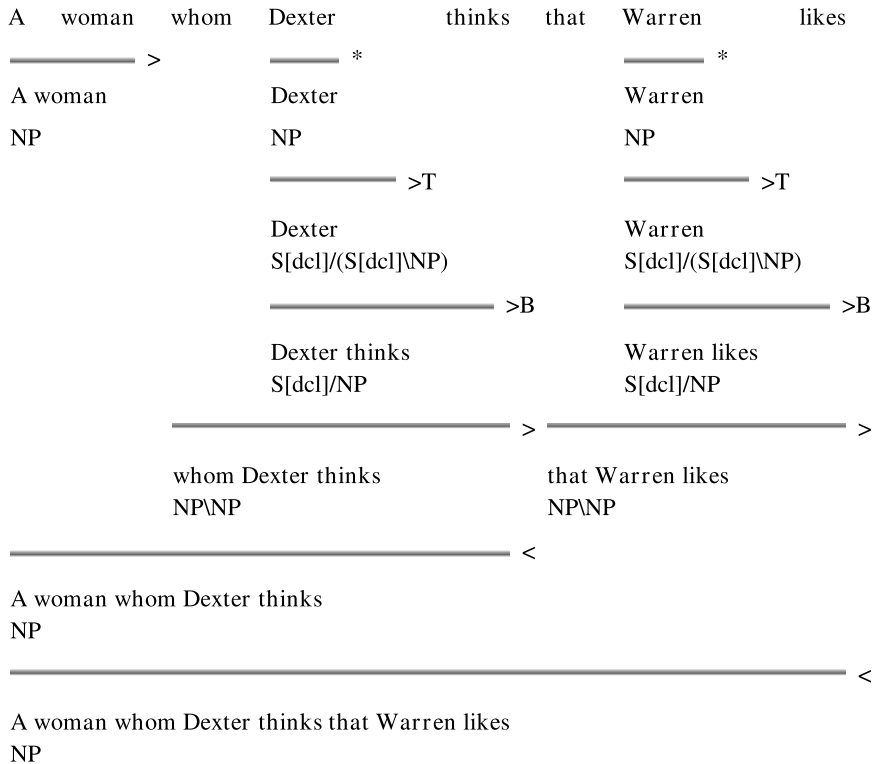 A woman whom Dexter thinks that Warren likes
> * *
A woman Dexter Warren
NP NP NP
>T >T
Dexter Warren
S[dcl]/(S[dcl]\NP) S[dcl]/(S[dcl]\NP)
>B >B
Dexter thinks Warren likes
S[dcl]/NP S[dcl]/NP
> >
whom Dexter thinks that Warren likes
NP\NP NP\NP
<
A woman whom Dexter thinks
NP
<
A woman whom Dexter thinks that Warren likes
NP